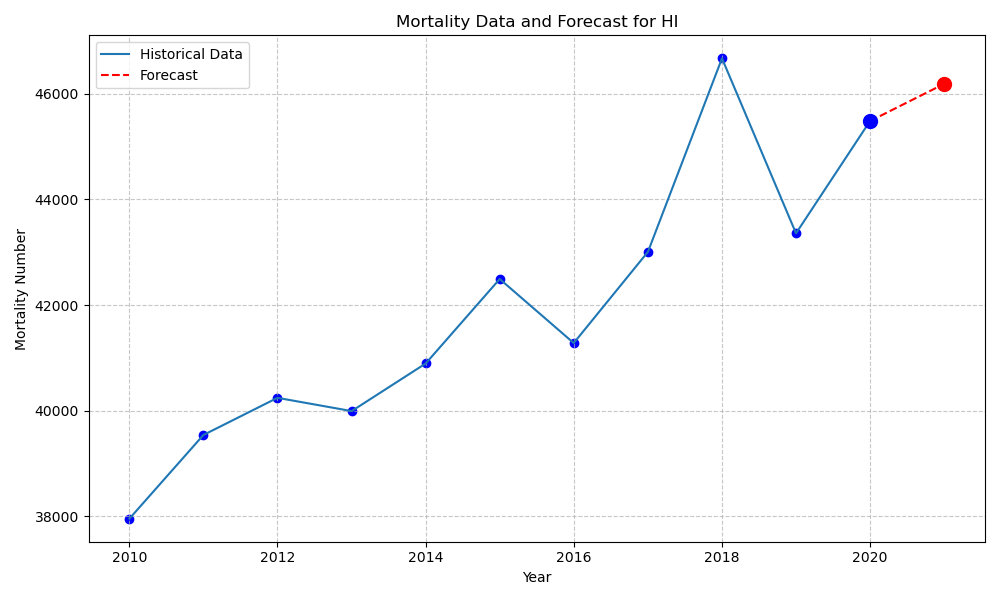 Mortality Data and Forecast for HI
Historical Data
Forecast
46000
44000
42000
40000
38000
Mortality Number
2010
2012
2014
2016
2018
2020
Year